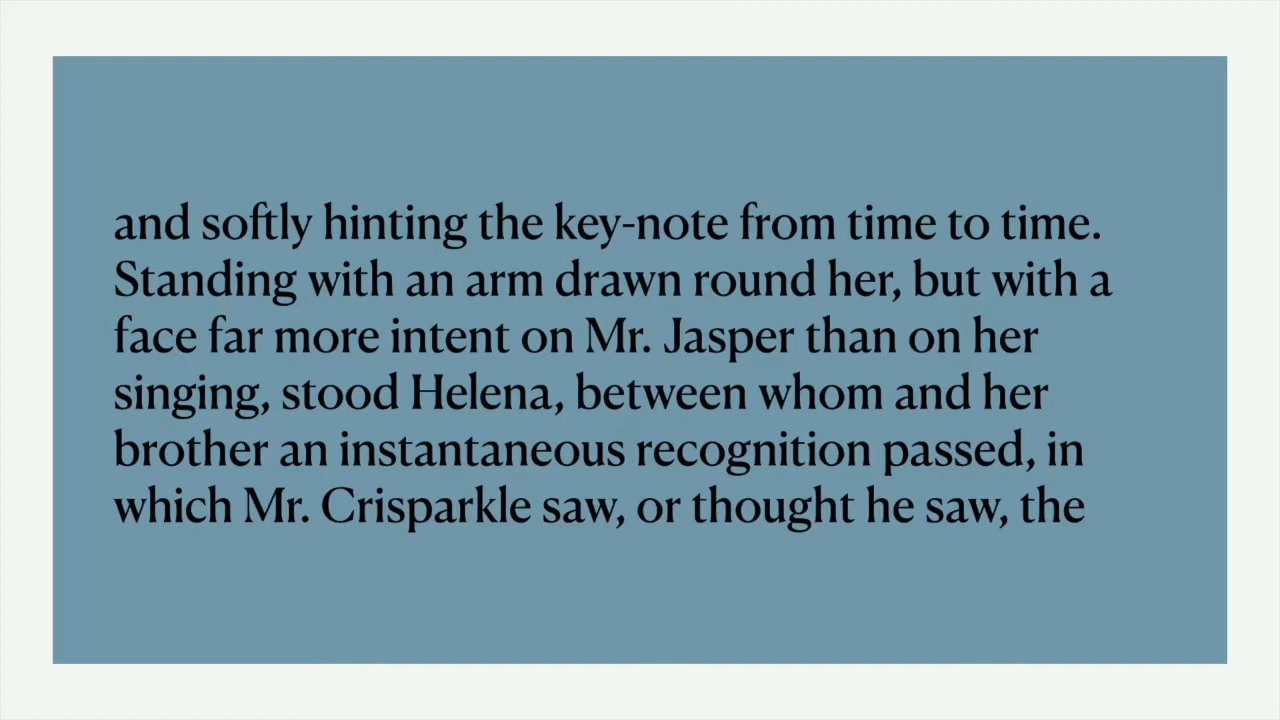 and softly hinting the key-note from time to time.
Standing with an arm drawn round her, but with a
face far more intent on Mr. Jasper than on her
singing, stood Helena, between whom and her
brother an instantaneous recognition passed, in
which Mr. Crisparkle saw, or thought he saw, the